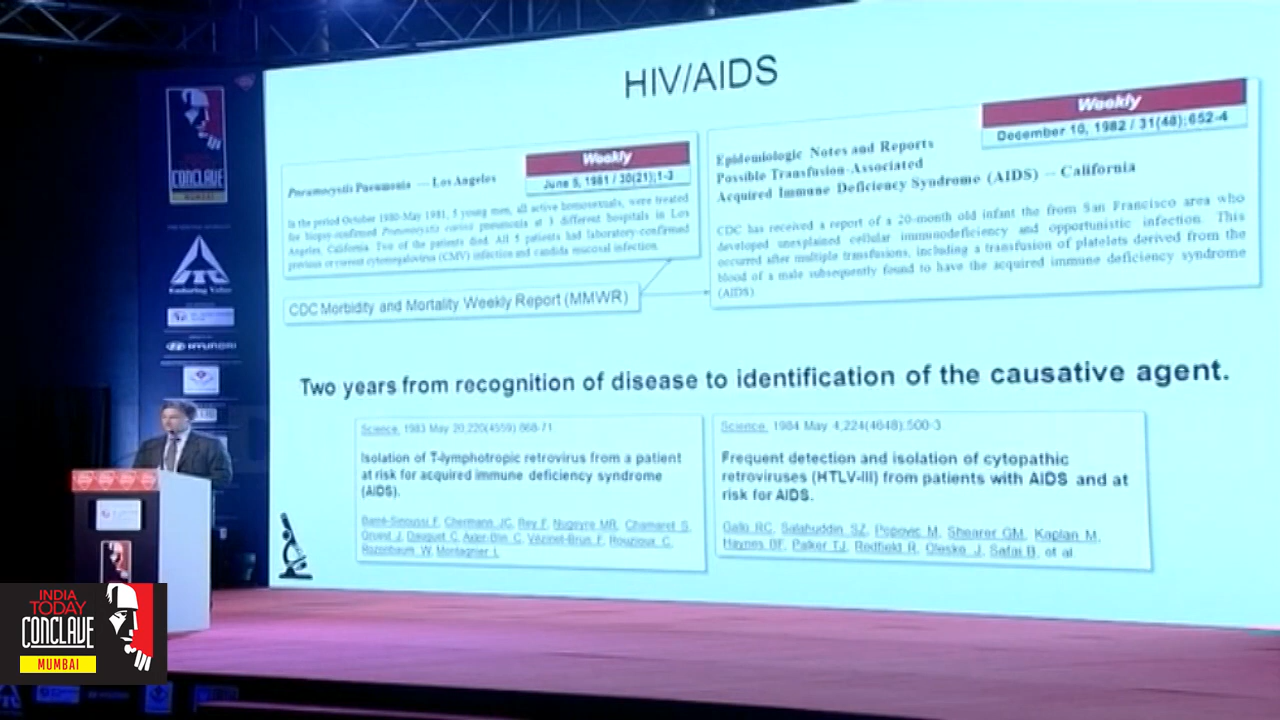 HIV/AIDS
Weekly
June 5, 1981 / 30(21);1-3
Pneumocystis Pneumonia --- Los Angeles
In the period October 1980-May 1981, 5 young men, all active homosexuals, were treated
for biopsy-confirmed Pneumocystis carinii pneumonia at 3 different hospitals in Los
Angeles, California. Two of the patients died. All 5 patients had laboratory-confirmed
previous or current cytomegalovirus (CMV) infection and candida mucosal infection.
CDC Morbidity and Mortality Weekly Report (MMWR)
Weekly
December 10, 1982 / 31(48);652-4
Epidemiologic Notes and Reports
Possible Transfusion-Associated
Acquired Immune Deficiency Syndrome (AIDS) -- California
CDC has received a report of a 20-month old infant the from San Francisco area who
developed unexplained cellular immunodeficiency and opportunistic infection. This
occurred after multiple transfusions, including a transfusion of platelets derived from the
blood of a male subsequently found to have the acquired immune deficiency syndrome
(AIDS)
Two years from recognition of disease to identification of the causative agent.
Science. 1983 May 20;220(4599):868-71
Isolation of T-lymphotropic retrovirus from a patient
at risk for acquired immune deficiency syndrome
(AIDS).
Barré-Sinoussi F, Chermann JC, Rey F, Nugeyre MR, Chamaret S,
Gruest J, Dauguet C, Axler-Blin C, Vézinet-Brun F, Rouzioux C,
Rozenbaum W, Montagnier L
Science. 1984 May 4;224(4648):500-3
Frequent detection and isolation of cytopathic
retroviruses (HTLV-III) from patients with AIDS and at
risk for AIDS.
Gallo RC, Salahuddin SZ, Popovic M, Shearer GM, Kaplan M,
Haynes BF, Palker TJ, Redfield R, Oleske J, Safai B, et al
INDIA TODAY
CONCLAVE
MUMBAI
Enduring Value
HYUNDAI
INDIA
TODAY
CONCLAVE
MUMBAI